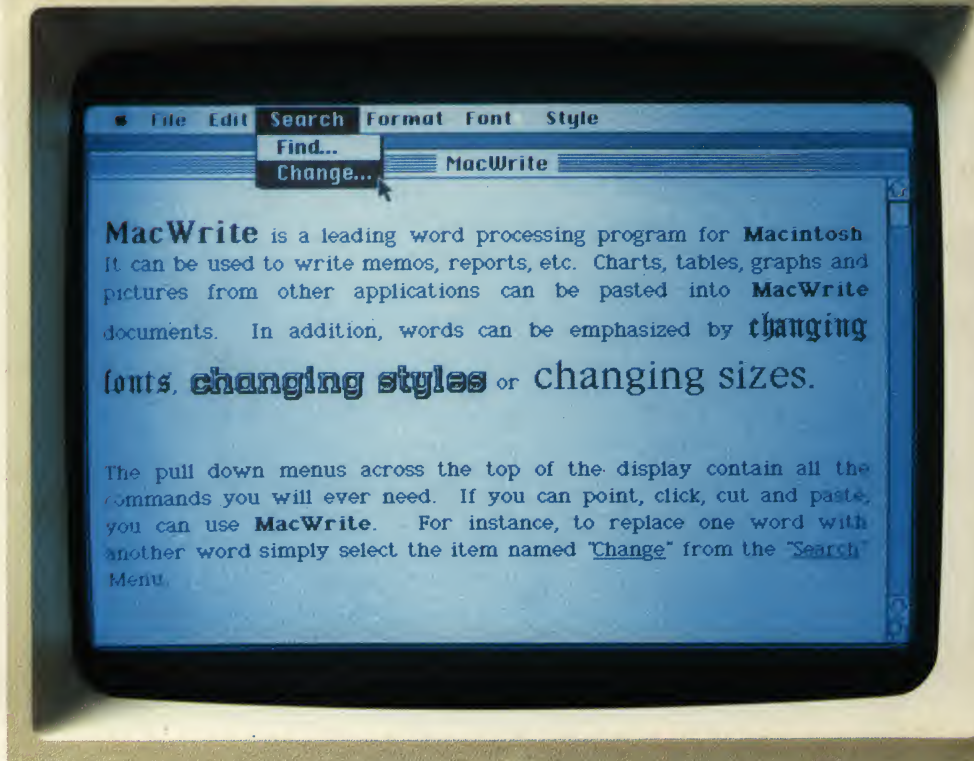 File Edit Search Format Font Style
Find...
Change...
MacWrite
MacWrite is a leading word processing program for Macintosh
It can be used to write memos, reports, etc. Charts, tables, graphs and
pictures from other applications can be pasted into MacWrite
documents. In addition, words can be emphasized by changing
fonts, changing styles or changing sizes.
The pull down menus across the top of the display contain all the
commands you will ever need. If you can point, click, cut and paste,
you can use MacWrite. For instance, to replace one word with
another word simply select the item named "Change" from the "Search"
Menu.